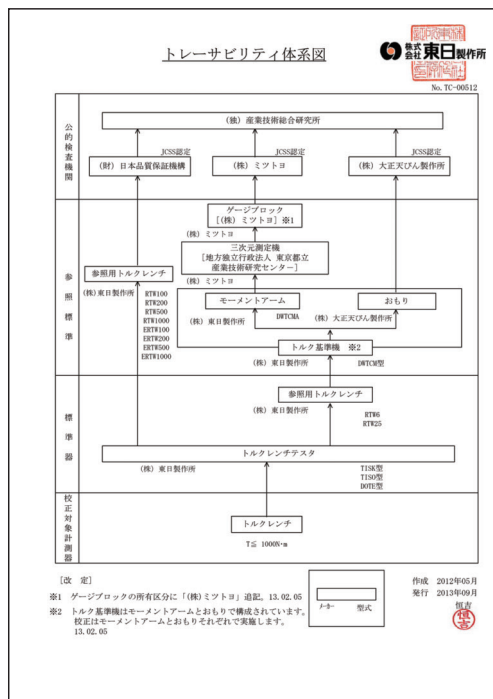 トレーサビリティ体系図
株式会社 東日製作所
No. TC-00512
公的検査機関
(独) 産業技術総合研究所
JCSS認定
JCSS認定
JCSS認定
(財) 日本品質保証機構
(株) ミツトヨ
(株) 大正天びん製作所
参照標準
ゲージブロック
[(株) ミツトヨ] ※1
(株) ミツトヨ
三次元測定機
[地方独立行政法人 東京都立
産業技術研究センター]
(株) ミツトヨ
参照用トルクレンチ
(株) 東日製作所
RTW100
RTW200
RTW500
RTW1000
ERTW100
ERTW200
ERTW500
ERTW1000
モーメントアーム
おもり
(株) 東日製作所
DWTCMA
(株) 大正天びん製作所
トルク基準機 ※2
(株) 東日製作所
DWTCM型
標準器
参照用トルクレンチ
(株) 東日製作所
RTW6
RTW25
トルクレンチテスタ
(株) 東日製作所
TISK型
TISO型
DOTE型
校正対象計測器
トルクレンチ
T≦ 1000N・m
[改 定]
※1 ゲージブロックの所有区分に「(株)ミツトヨ」追記。13.02.05
※2 トルク基準機はモーメントアームとおもりで構成されています。
校正はモーメントアームとおもりそれぞれで実施します。
13.02.05
メーカー 型式
作成 2012年05月
発行 2013年09月
恒吉
恒吉